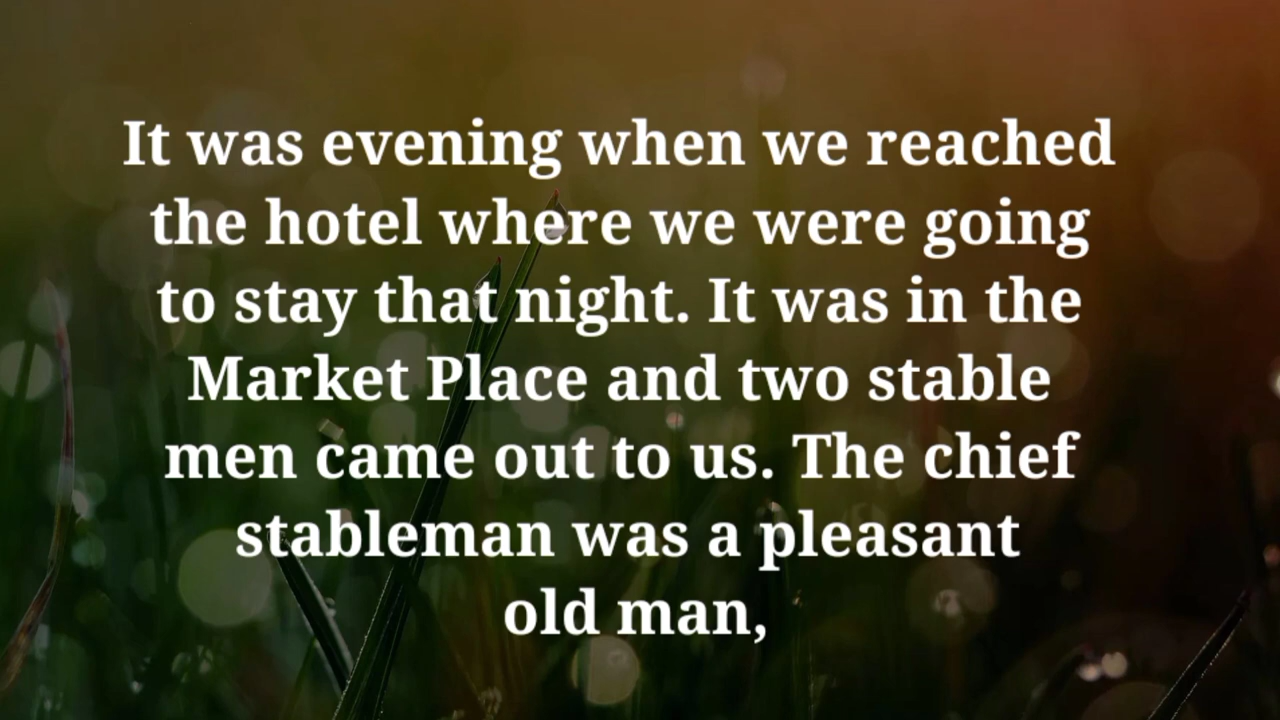 It was evening when we reached
the hotel where we were going
to stay that night. It was in the
Market Place and two stable
men came out to us. The chief
stableman was a pleasant
old man,